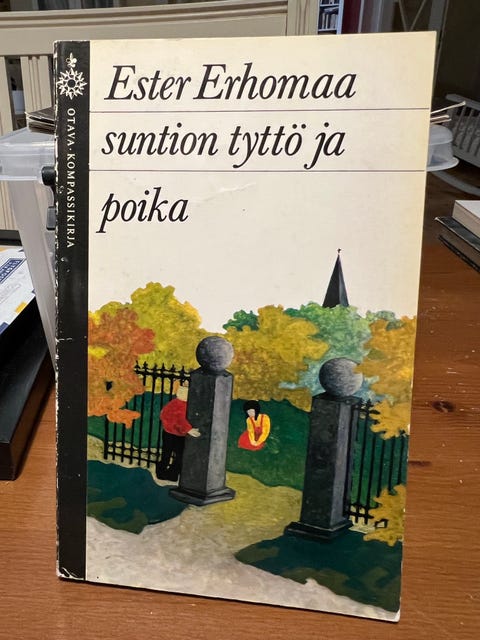 Ester Erhomaa
suntion tyttö ja
poika
OTAVA · KOMPASSIKIRJA